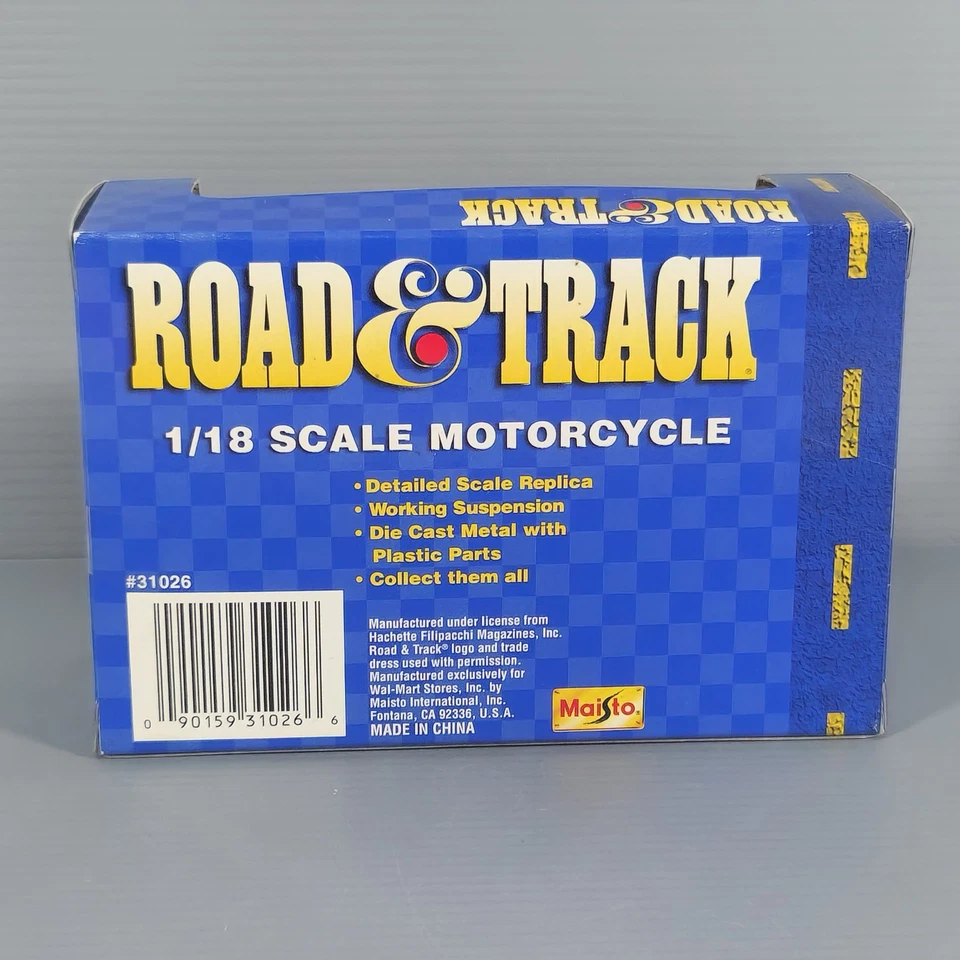 ROAD & TRACK
ROAD & TRACK®
1/18 SCALE MOTORCYCLE
• Detailed Scale Replica
• Working Suspension
• Die Cast Metal with
Plastic Parts
• Collect them all
#31026
0 90159 31026 6
Manufactured under license from
Hachette Filipacchi Magazines, Inc.
Road & Track® logo and trade
dress used with permission.
Manufactured exclusively for
Wal-Mart Stores, Inc. by
Maisto International, Inc.
Fontana, CA 92336, U.S.A.
MADE IN CHINA
Maisto®